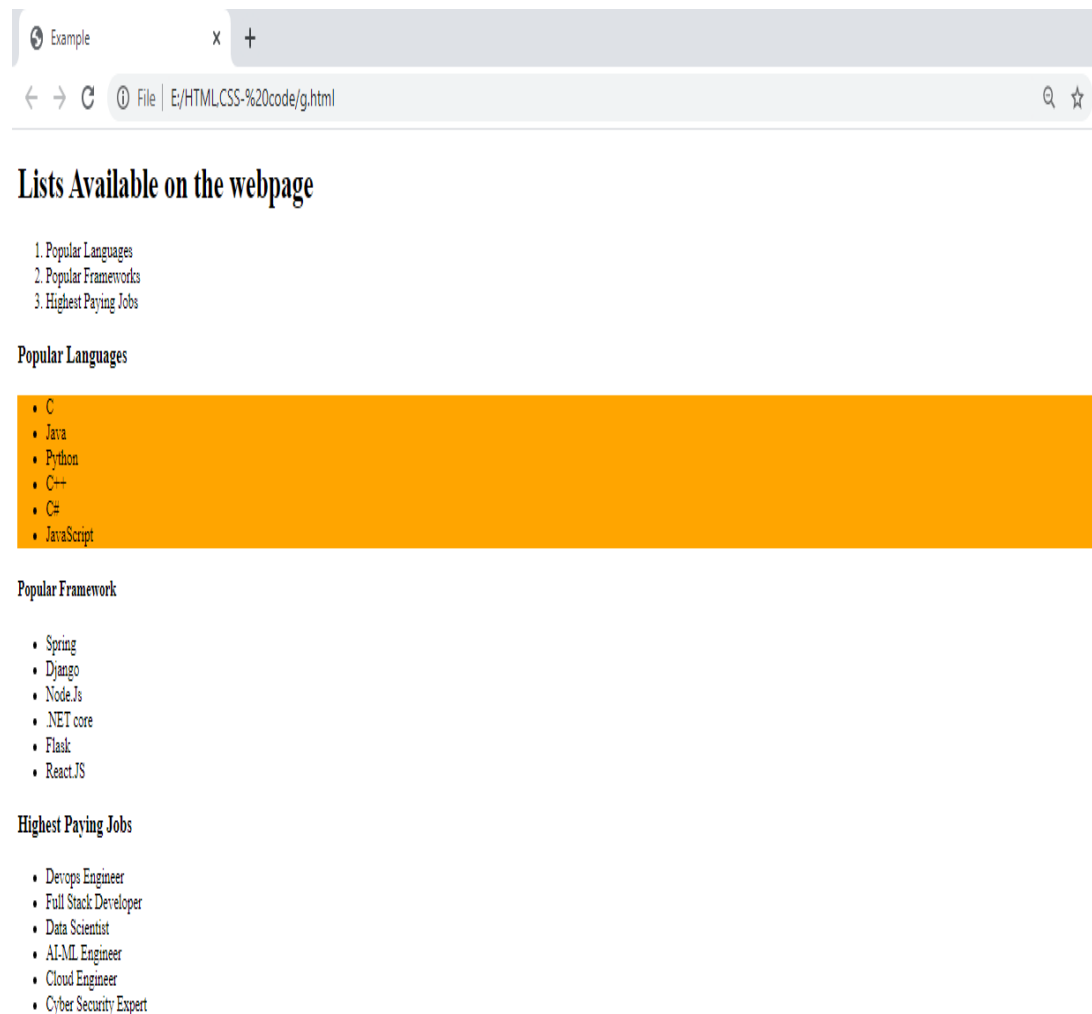 Example
File E:/HTML,CSS-%20code/g.html
Lists Available on the webpage
1. Popular Languages
2. Popular Frameworks
3. Highest Paying Jobs
Popular Languages
• C
• Java
• Python
• C++
• C#
• JavaScript
Popular Framework
• Spring
• Django
• Node.Js
• .NET core
• Flask
• React.JS
Highest Paying Jobs
• Devops Engineer
• Full Stack Developer
• Data Scientist
• AI-ML Engineer
• Cloud Engineer
• Cyber Security Expert